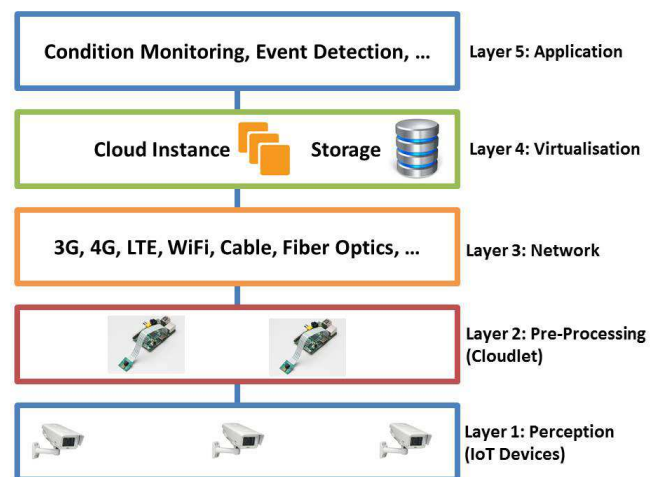 Condition Monitoring, Event Detection, ...
Layer 5: Application
Cloud Instance
Storage
Layer 4: Virtualisation
3G, 4G, LTE, WiFi, Cable, Fiber Optics, ...
Layer 3: Network
Layer 2: Pre-Processing
(Cloudlet)
Layer 1: Perception
(IoT Devices)